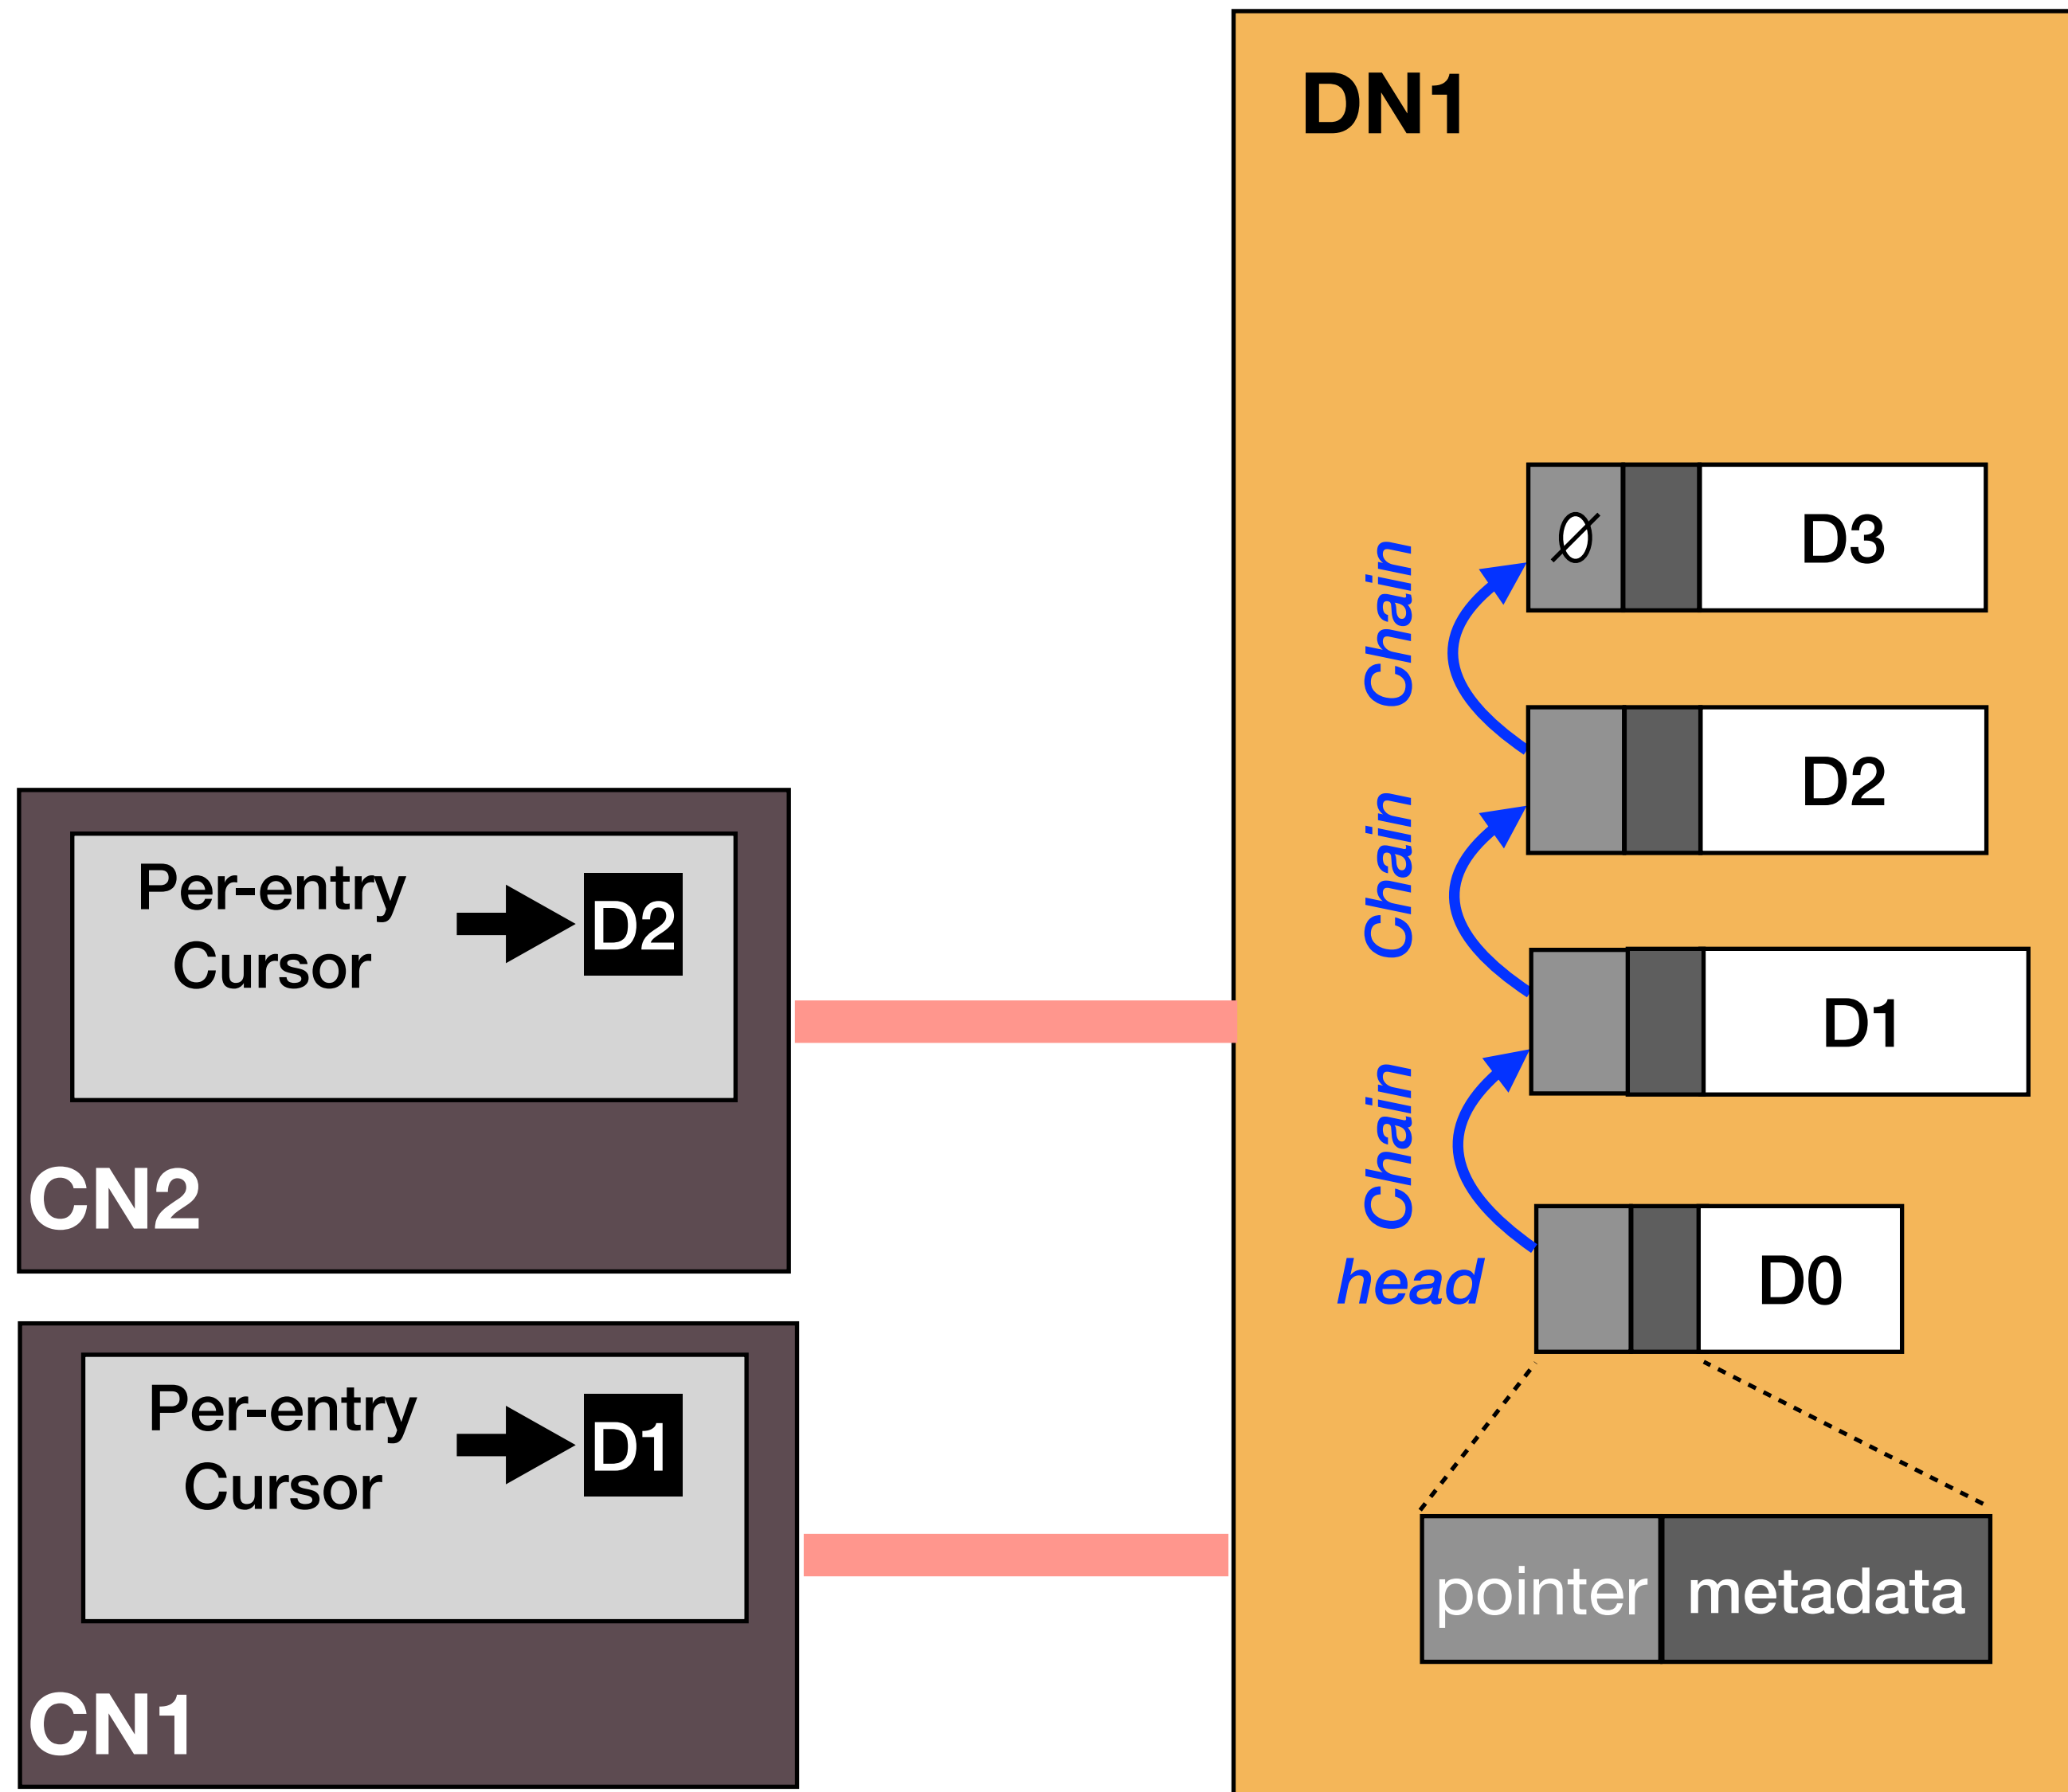 DN1
Ø
D3
Chain
D2
Chain
D1
Chain
head
D0
pointer
metadata
Per-entry
Cursor
D2
CN2
Per-entry
Cursor
D1
CN1